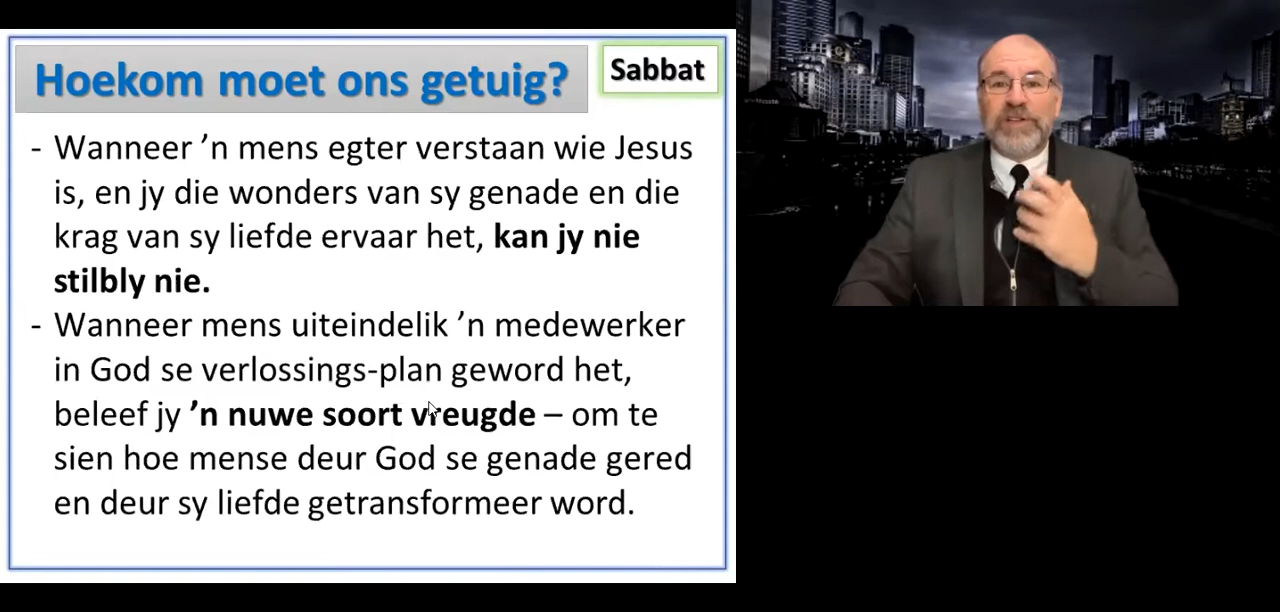 Hoekom moet ons getuig?
Sabbat
- Wanneer ’n mens egter verstaan wie Jesus
is, en jy die wonders van sy genade en die
krag van sy liefde ervaar het, kan jy nie
stilbly nie.
- Wanneer mens uiteindelik ’n medewerker
in God se verlossings-plan geword het,
beleef jy ’n nuwe soort vreugde – om te
sien hoe mense deur God se genade gered
en deur sy liefde getransformeer word.